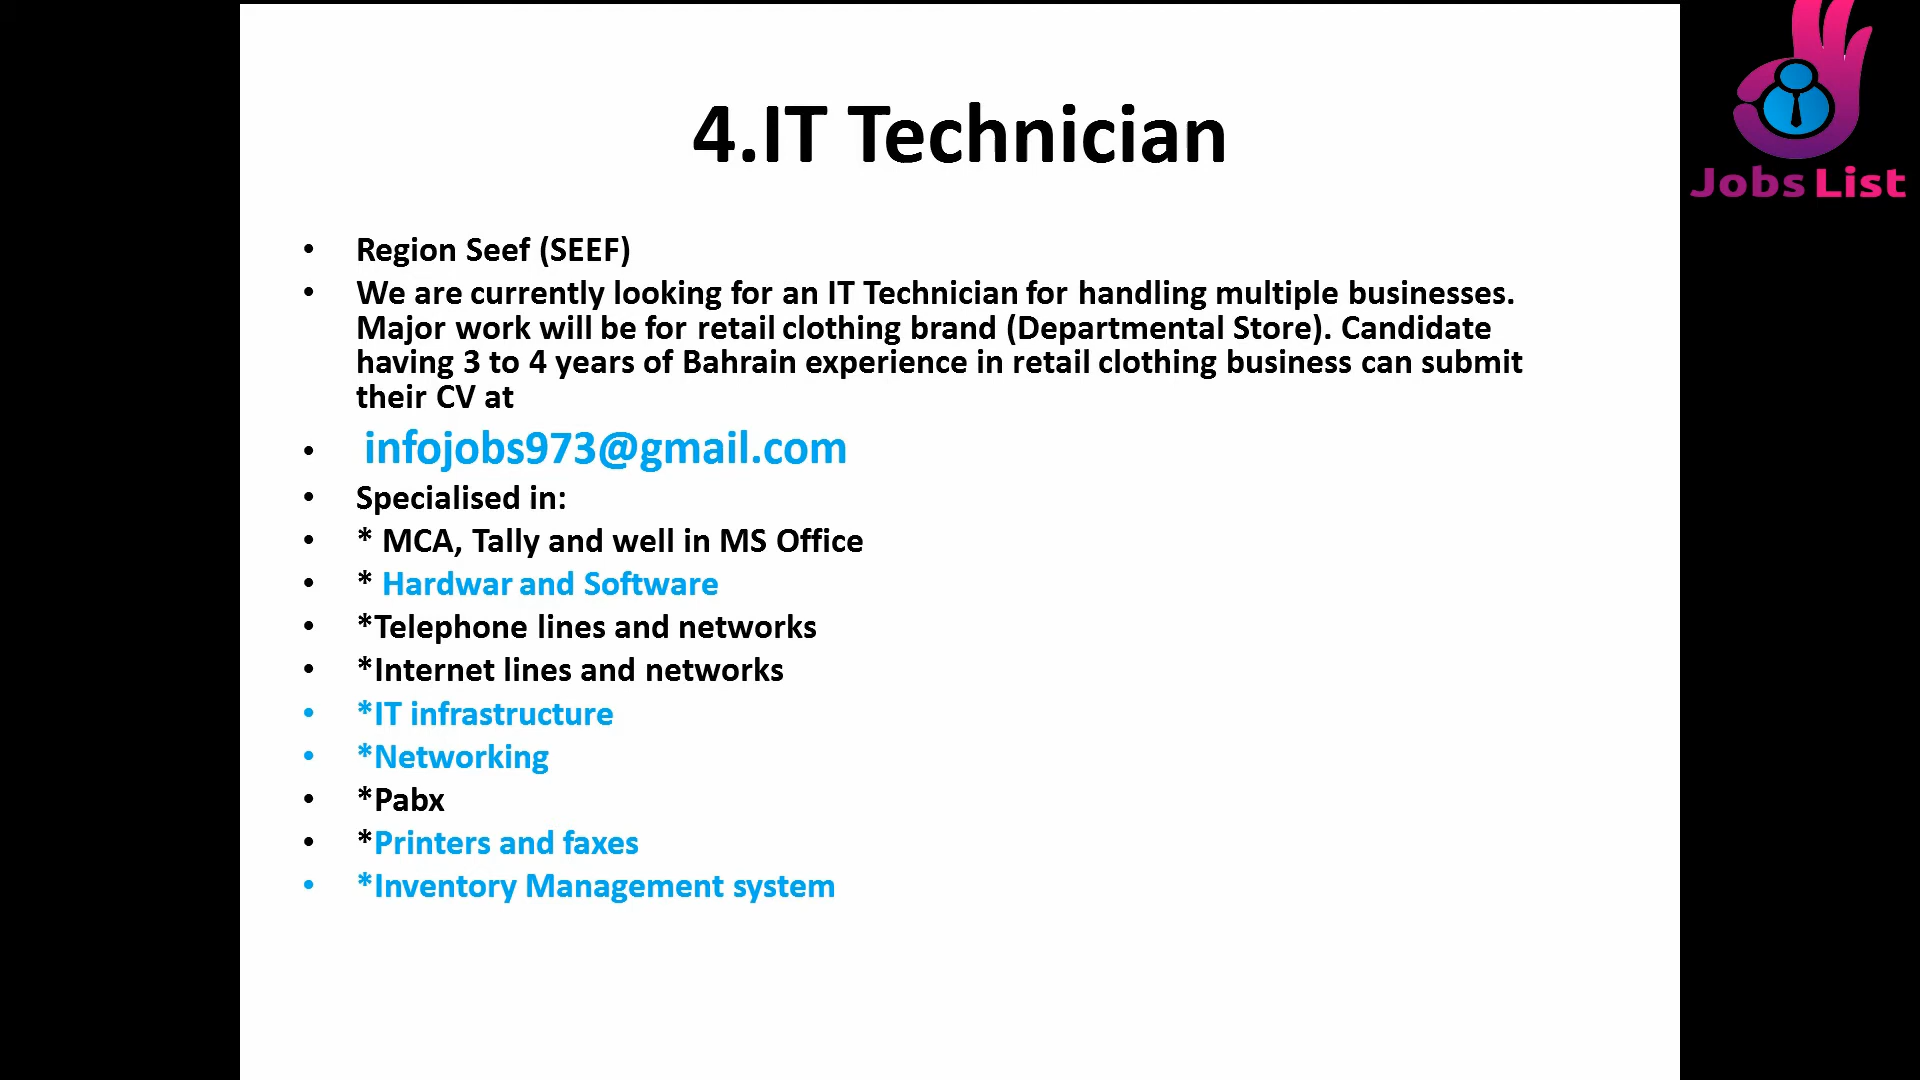 4.IT Technician
Jobs List
• Region Seef (SEEF)
• We are currently looking for an IT Technician for handling multiple businesses.
Major work will be for retail clothing brand (Departmental Store). Candidate
having 3 to 4 years of Bahrain experience in retail clothing business can submit
their CV at
• infojobs973@gmail.com
• Specialised in:
• * MCA, Tally and well in MS Office
• * Hardwar and Software
• *Telephone lines and networks
• *Internet lines and networks
• *IT infrastructure
• *Networking
• *Pabx
• *Printers and faxes
• *Inventory Management system